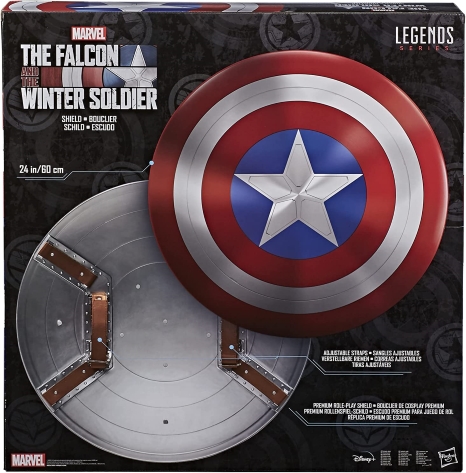 MARVEL
LEGENDS
SERIES
THE FALCON
AND THE
WINTER SOLDIER
SHIELD • BOUCLIER
SCHILD • ESCUDO
24 in/60 cm
ADJUSTABLE STRAPS • SANGLES AJUSTABLES
VERSTELLBARE RIEMEN • CORREAS AJUSTABLES
TIRAS AJUSTÁVEIS
PREMIUM ROLE-PLAY SHIELD • BOUCLIER DE COSPLAY PREMIUM
PREMIUM ROLLENSPIEL-SCHILD • ESCUDO PREMIUM PARA JUEGO DE ROL
RÉPLICA PREMIUM DE ESCUDO
MARVEL
Disney+
Hasbro